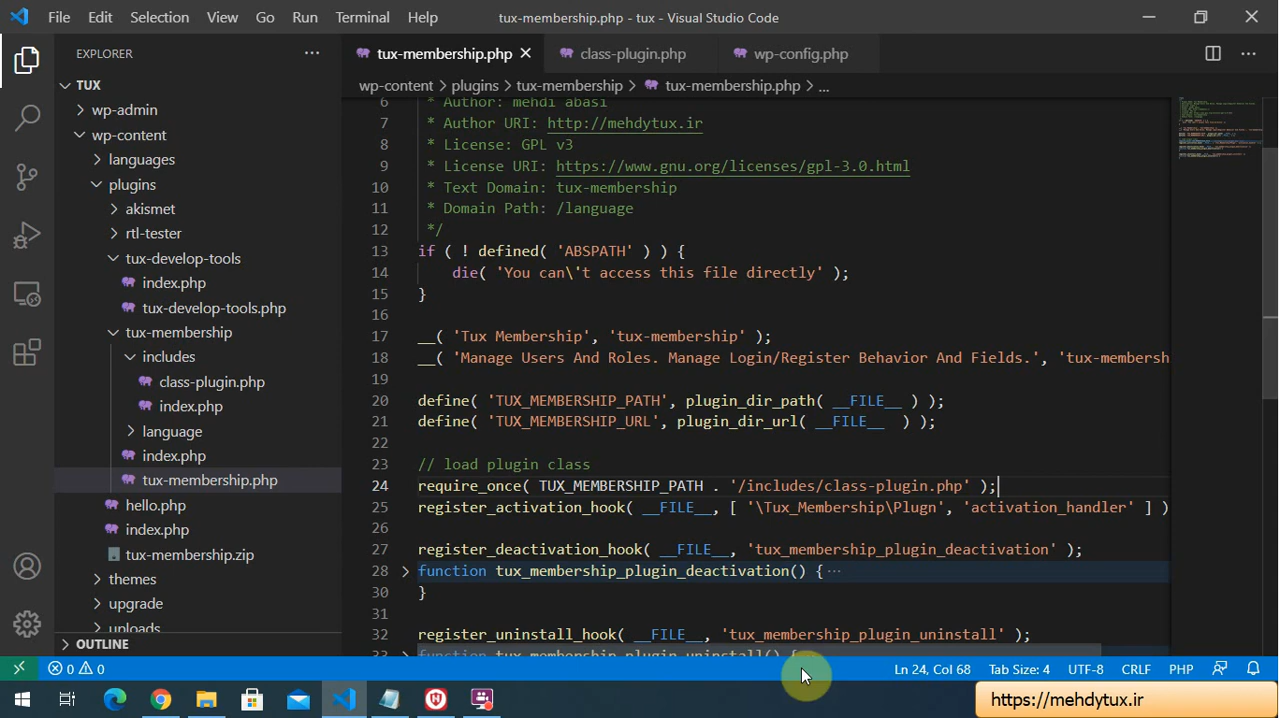 File Edit Selection View Go Run Terminal Help
tux-membership.php - tux - Visual Studio Code
EXPLORER
tux-membership.php
class-plugin.php
wp-config.php
TUX
wp-content > plugins > tux-membership > tux-membership.php > ...
wp-admin
wp-content
languages
plugins
akismet
rtl-tester
tux-develop-tools
index.php
tux-develop-tools.php
tux-membership
includes
class-plugin.php
index.php
language
index.php
tux-membership.php
hello.php
index.php
tux-membership.zip
themes
upgrade
uploads
OUTLINE
6 * Author: mehdi abasi
7 * Author URI: http://mehdytux.ir
8 * License: GPL v3
9 * License URI: https://www.gnu.org/licenses/gpl-3.0.html
10 * Text Domain: tux-membership
11 * Domain Path: /language
12 */
13 if ( ! defined( 'ABSPATH' ) ) {
14 die( 'You can\'t access this file directly' );
15 }
16
17 __( 'Tux Membership', 'tux-membership' );
18 __( 'Manage Users And Roles. Manage Login/Register Behavior And Fields.', 'tux-membersh
19
20 define( 'TUX_MEMBERSHIP_PATH', plugin_dir_path( __FILE__ ) );
21 define( 'TUX_MEMBERSHIP_URL', plugin_dir_url( __FILE__ ) );
22
23 // load plugin class
24 require_once( TUX_MEMBERSHIP_PATH . '/includes/class-plugin.php' );
25 register_activation_hook( __FILE__, [ '\Tux_Membership\Plugn', 'activation_handler' ] )
26
27 register_deactivation_hook( __FILE__, 'tux_membership_plugin_deactivation' );
28 function tux_membership_plugin_deactivation() { ...
30 }
31
32 register_uninstall_hook( __FILE__, 'tux_membership_plugin_uninstall' );
33 function tux_membership_plugin_uninstall() {
0 0
Ln 24, Col 68 Tab Size: 4 UTF-8 CRLF PHP
https://mehdytux.ir